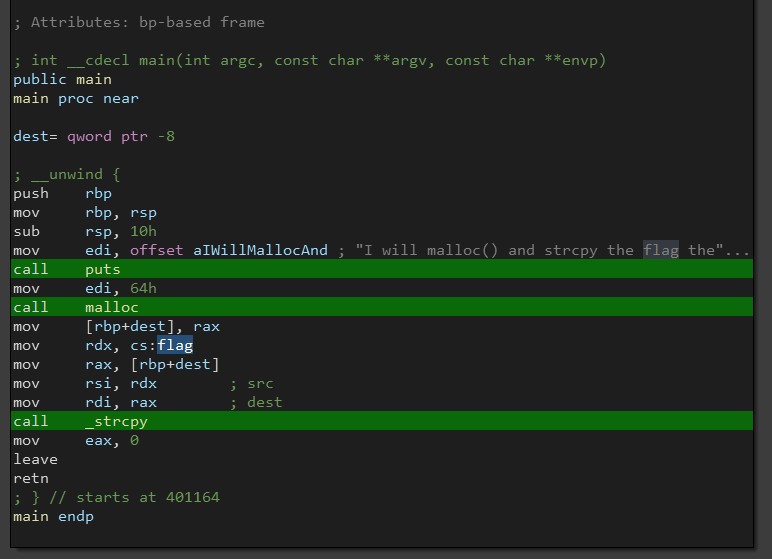 ; Attributes: bp-based frame
; int __cdecl main(int argc, const char **argv, const char **envp)
public main
main proc near
dest= qword ptr -8
; __unwind {
push    rbp
mov     rbp, rsp
sub     rsp, 10h
mov     edi, offset aIWillMallocAnd ; "I will malloc() and strcpy the flag the"...
call    puts
mov     edi, 64h
call    malloc
mov     [rbp+dest], rax
mov     rdx, cs:flag
mov     rax, [rbp+dest]
mov     rsi, rdx        ; src
mov     rdi, rax        ; dest
call    _strcpy
mov     eax, 0
leave
retn
; } // starts at 401164
main endp